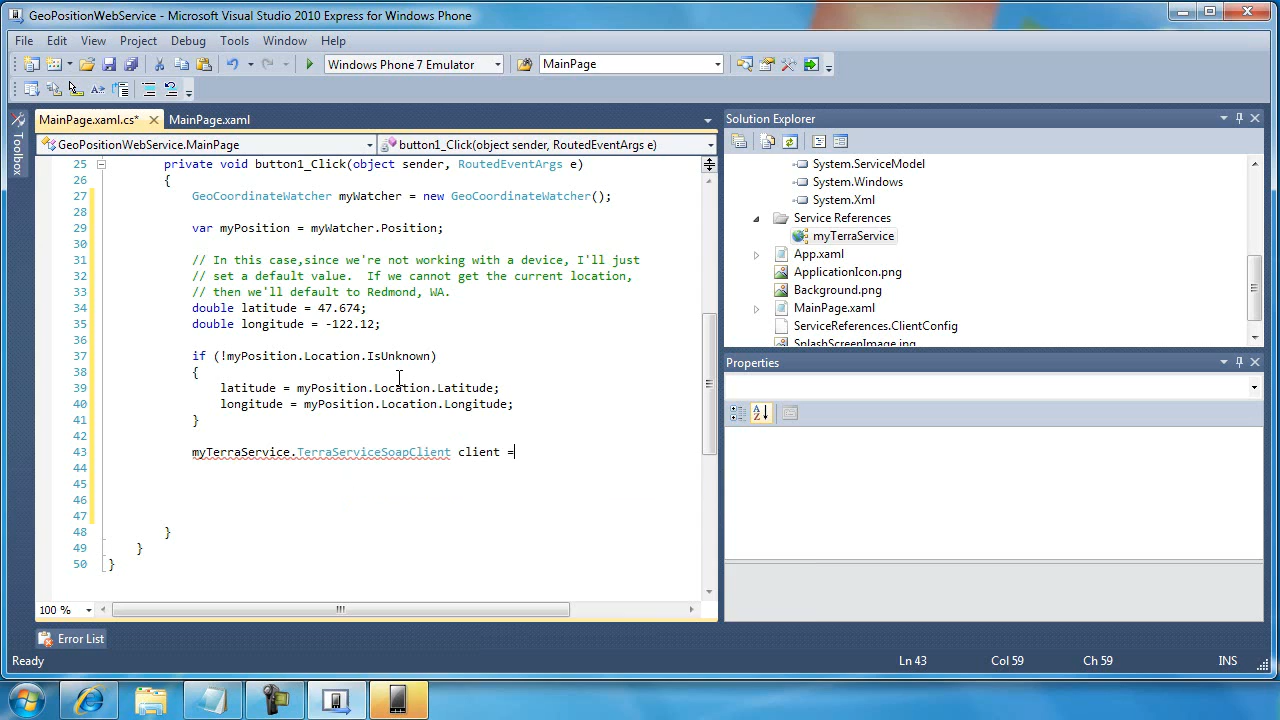 GeoPositionWebService - Microsoft Visual Studio 2010 Express for Windows Phone
File Edit View Project Debug Tools Window Help
Windows Phone 7 Emulator MainPage
MainPage.xaml.cs* MainPage.xaml
GeoPositionWebService.MainPage button1_Click(object sender, RoutedEventArgs e)
Toolbox
25 private void button1_Click(object sender, RoutedEventArgs e)
26 {
27 GeoCoordinateWatcher myWatcher = new GeoCoordinateWatcher();
28
29 var myPosition = myWatcher.Position;
30
31 // In this case,since we're not working with a device, I'll just
32 // set a default value.  If we cannot get the current location,
33 // then we'll default to Redmond, WA.
34 double latitude = 47.674;
35 double longitude = -122.12;
36
37 if (!myPosition.Location.IsUnknown)
38 {
39 latitude = myPosition.Location.Latitude;
40 longitude = myPosition.Location.Longitude;
41 }
42
43 myTerraService.TerraServiceSoapClient client =
44
45
46
47
48 }
49 }
50 }
100 %
Error List
Solution Explorer
System.ServiceModel
System.Windows
System.Xml
Service References
myTerraService
App.xaml
ApplicationIcon.png
Background.png
MainPage.xaml
ServiceReferences.ClientConfig
SplashScreenImage.jpg
Properties
Ready Ln 43 Col 59 Ch 59 INS